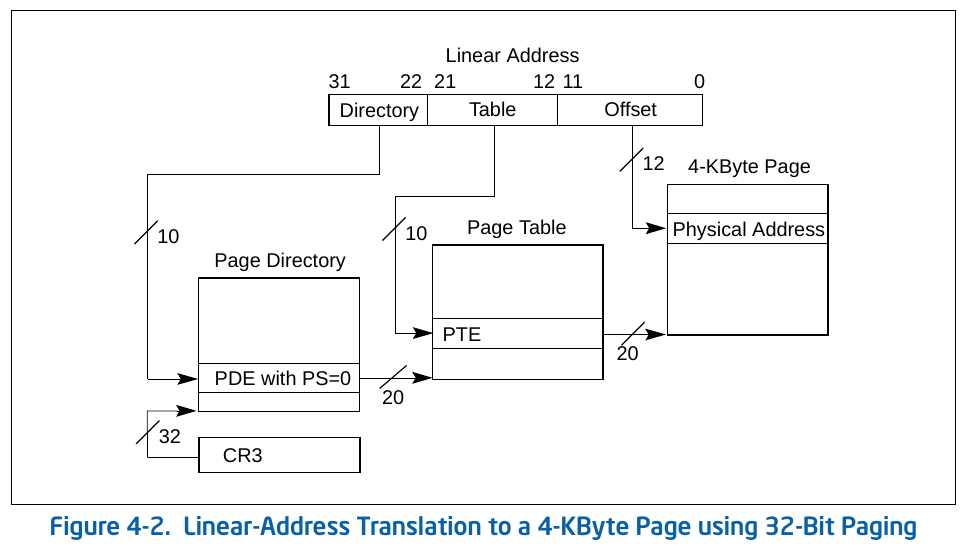 Linear Address
31 22 21 12 11 0
Directory Table Offset
12
4-KByte Page
Physical Address
10
10
Page Table
Page Directory
PTE
20
PDE with PS=0
20
32
CR3
Figure 4-2. Linear-Address Translation to a 4-KByte Page using 32-Bit Paging